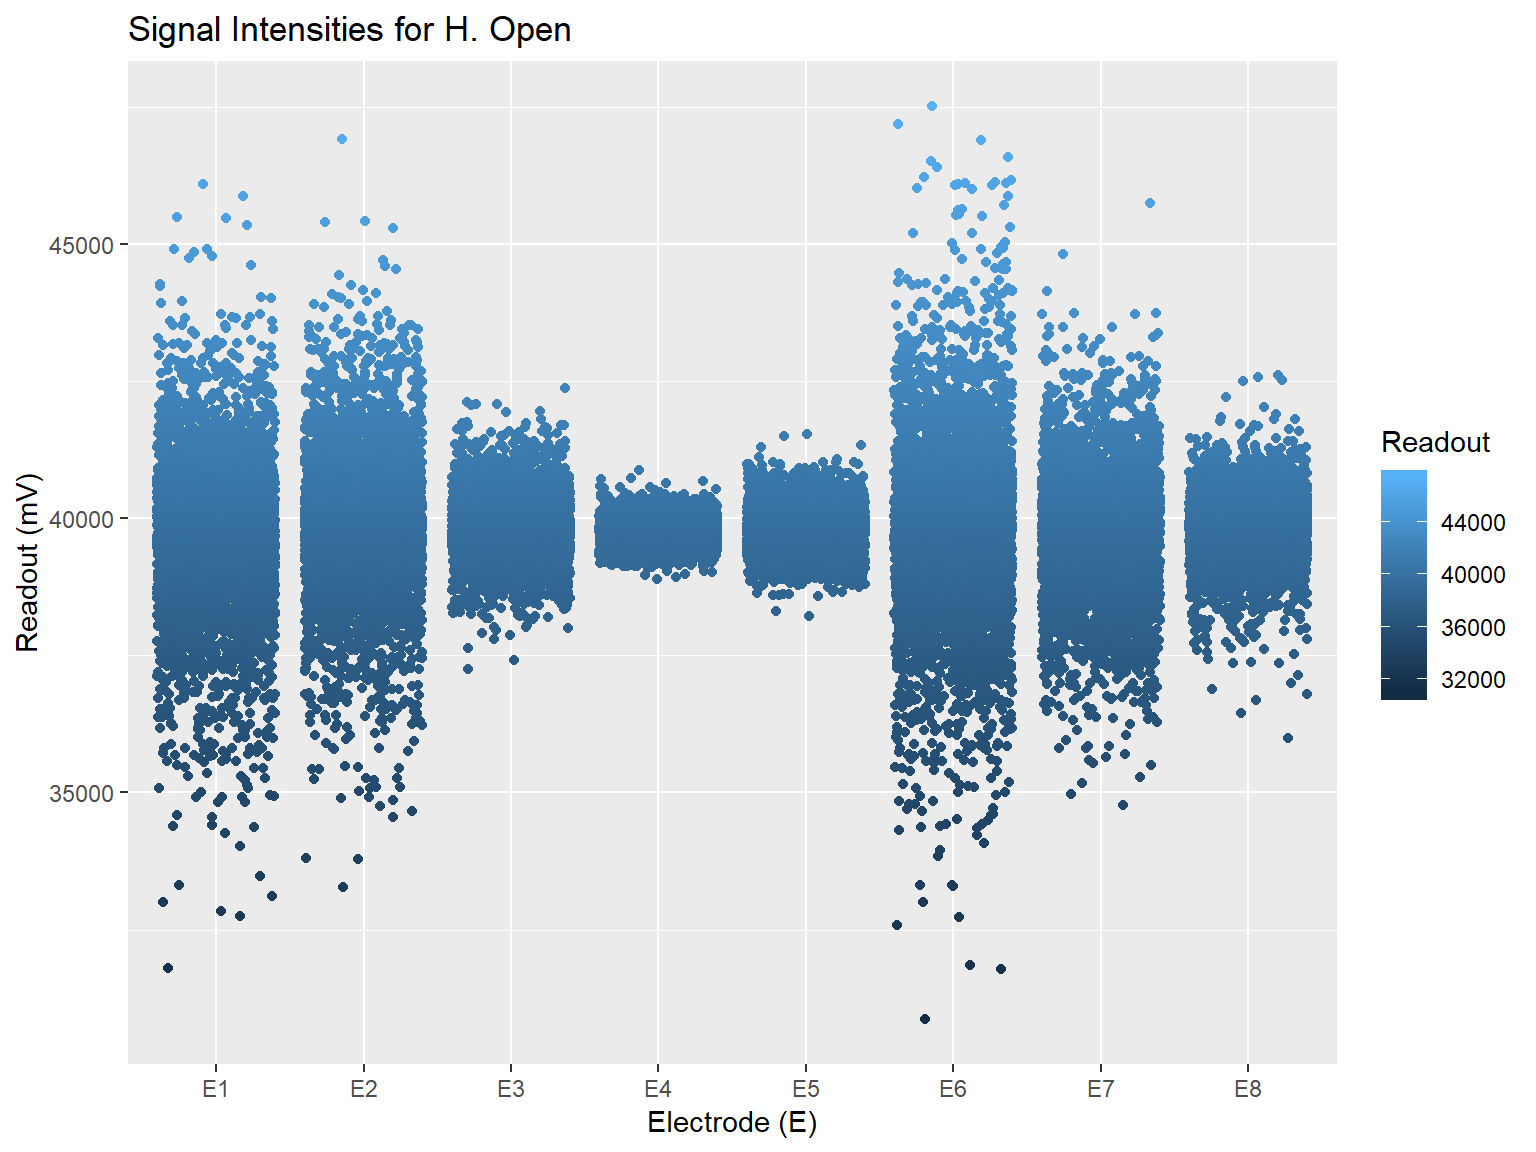 Signal Intensities for H. Open
Readout (mV)
45000
40000
35000
E1 E2 E3 E4 E5 E6 E7 E8
Electrode (E)
Readout
44000
40000
36000
32000